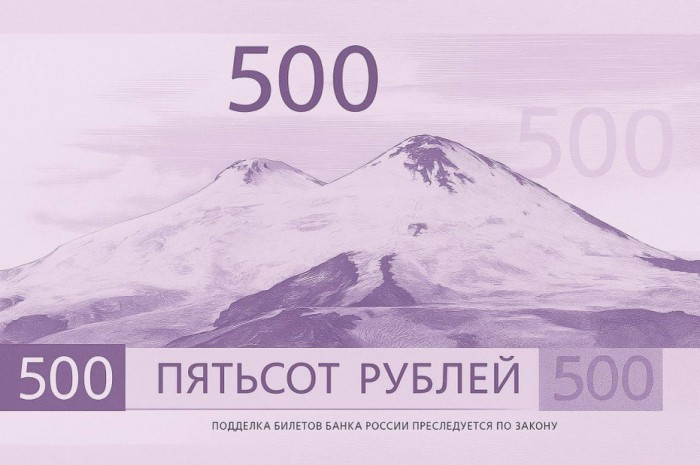 500
500
500 ПЯТЬСОТ РУБЛЕЙ 500
ПОДДЕЛКА БИЛЕТОВ БАНКА РОССИИ ПРЕСЛЕДУЕТСЯ ПО ЗАКОНУ